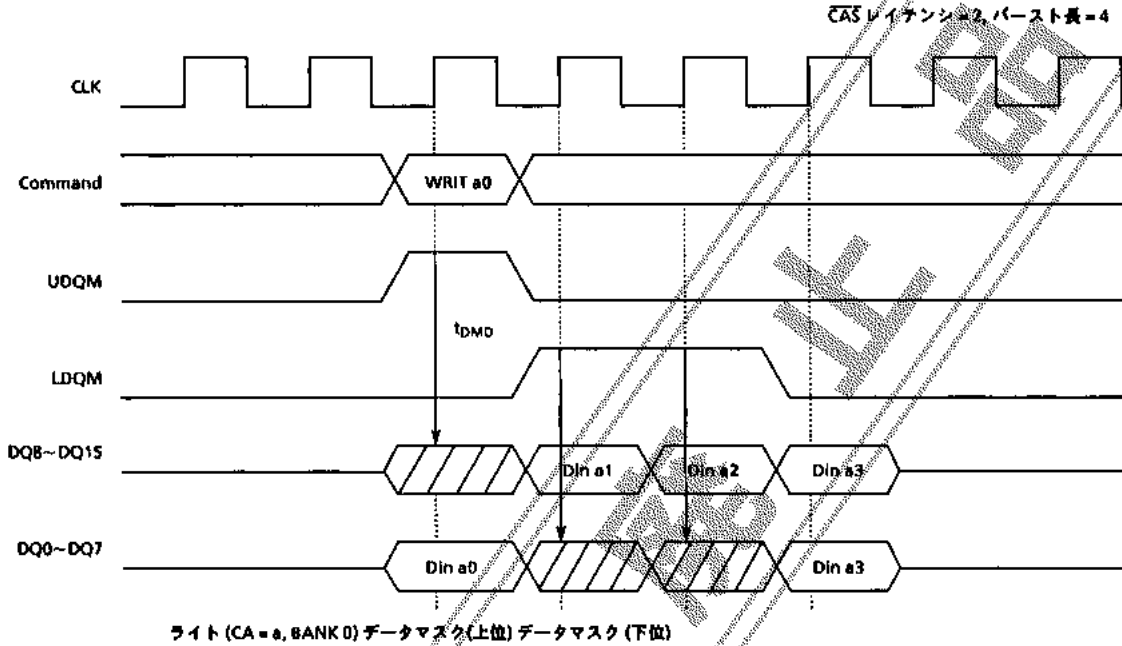 CAS レイテンシ = 2, バースト長 = 4
CLK
Command
WRIT a0
UDQM
tDMD
LDQM
DQ8~DQ15
Din a1
Din a2
Din a3
DQ0~DQ7
Din a0
Din a3
ライト (CA = a, BANK 0) データマスク(上位) データマスク (下位)